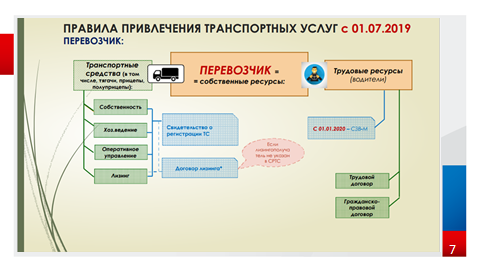 ПРАВИЛА ПРИВЛЕЧЕНИЯ ТРАНСПОРТНЫХ УСЛУГ с 01.07.2019
ПЕРЕВОЗЧИК:
Транспортные
средства (в том
числе, тягачи, прицепы,
полуприцепы):
ПЕРЕВОЗЧИК =
= собственные ресурсы:
Трудовые ресурсы
(водители)
Собственность
Хоз.ведение
Оперативное
управление
Лизинг
Свидетельство о
регистрации ТС
Договор лизинга*
Если
лизингополуча
тель не указан
в СРТС
С 01.01.2020 – СЗВ-М
Трудовой
договор
Гражданско-
правовой
договор
7